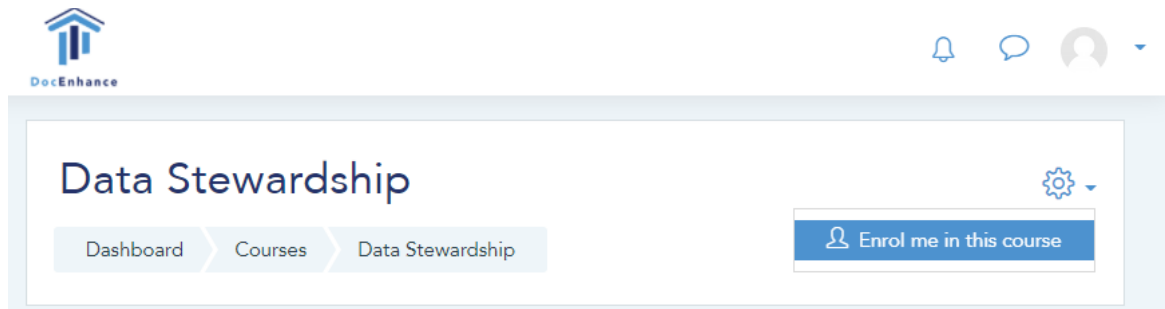 DocEnhance
Data Stewardship
Enrol me in this course
Dashboard Courses Data Stewardship